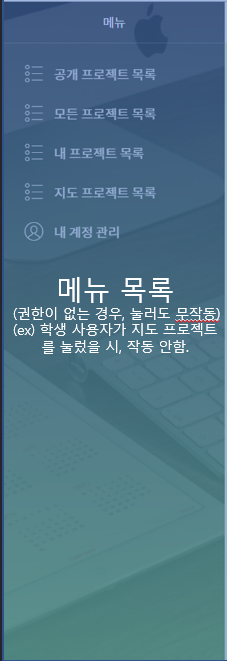 메뉴
공개 프로젝트 목록
모든 프로젝트 목록
내 프로젝트 목록
지도 프로젝트 목록
내 계정 관리
메뉴 목록
(권한이 없는 경우, 눌러도 무작동)
(ex) 학생 사용자가 지도 프로젝트
를 눌렀을 시, 작동 안함.